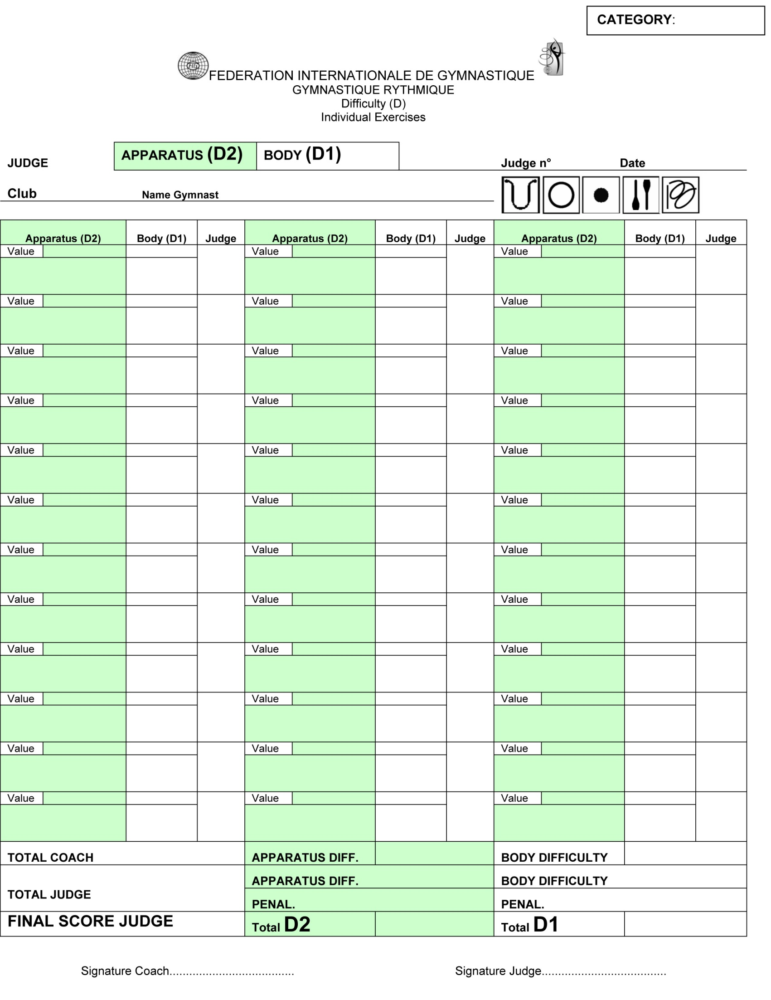 CATEGORY:
FIG
FEDERATION INTERNATIONALE DE GYMNASTIQUE
GYMNASTIQUE RYTHMIQUE
Difficulty (D)
Individual Exercises
JUDGE APPARATUS (D2) BODY (D1) Judge n° Date
Club Name Gymnast
Apparatus (D2) Body (D1) Judge Apparatus (D2) Body (D1) Judge Apparatus (D2) Body (D1) Judge
Value Value Value
Value Value Value
Value Value Value
Value Value Value
Value Value Value
Value Value Value
Value Value Value
Value Value Value
Value Value Value
Value Value Value
Value Value Value
Value Value Value
TOTAL COACH APPARATUS DIFF. BODY DIFFICULTY
APPARATUS DIFF. BODY DIFFICULTY
TOTAL JUDGE
PENAL. PENAL.
FINAL SCORE JUDGE Total D2 Total D1
Signature Coach...................................... Signature Judge......................................